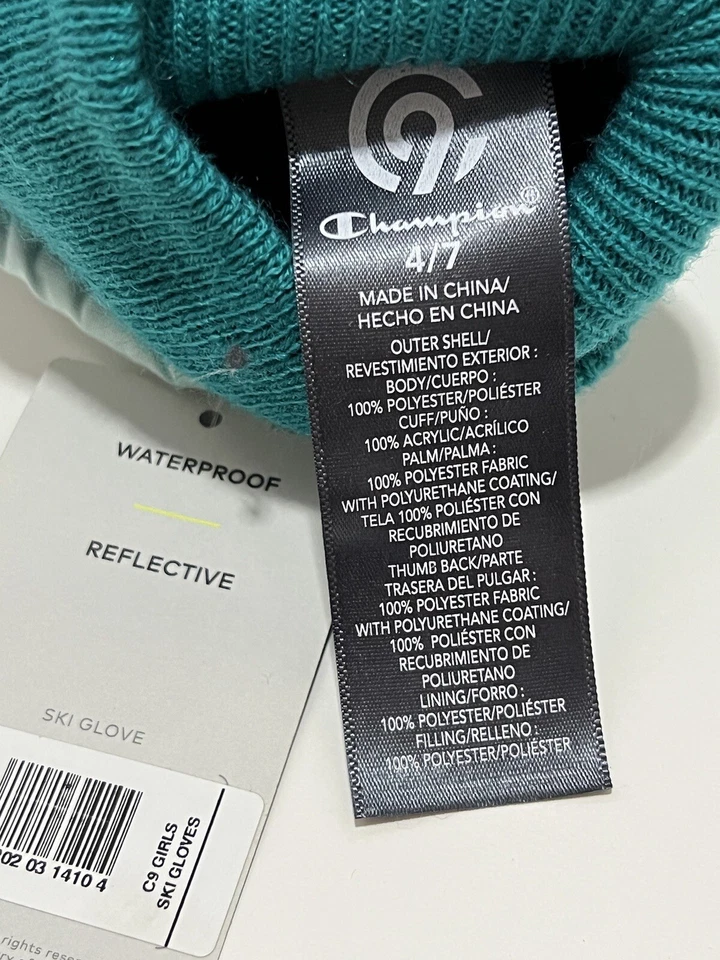 C9
Champion®
4/7
MADE IN CHINA/
HECHO EN CHINA
OUTER SHELL/
REVESTIMIENTO EXTERIOR :
BODY/CUERPO :
100% POLYESTER/POLIÉSTER
CUFF/PUÑO :
100% ACRYLIC/ACRÍLICO
PALM/PALMA :
100% POLYESTER FABRIC
WITH POLYURETHANE COATING/
TELA 100% POLIÉSTER CON
RECUBRIMIENTO DE
POLIURETANO
THUMB BACK/PARTE
TRASERA DEL PULGAR :
100% POLYESTER FABRIC
WITH POLYURETHANE COATING/
100% POLIÉSTER CON
RECUBRIMIENTO DE
POLIURETANO
LINING/FORRO :
100% POLYESTER/POLIÉSTER
FILLING/RELLENO :
100% POLYESTER/POLIÉSTER
WATERPROOF
REFLECTIVE
SKI GLOVE
02 03 1410 4
C9 GIRLS
SKI GLOVES
rights